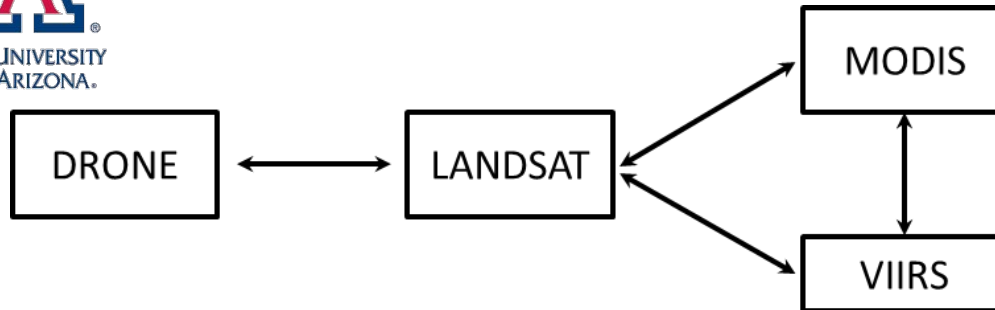 UNIVERSITY
ARIZONA®
MODIS
DRONE
LANDSAT
VIIRS